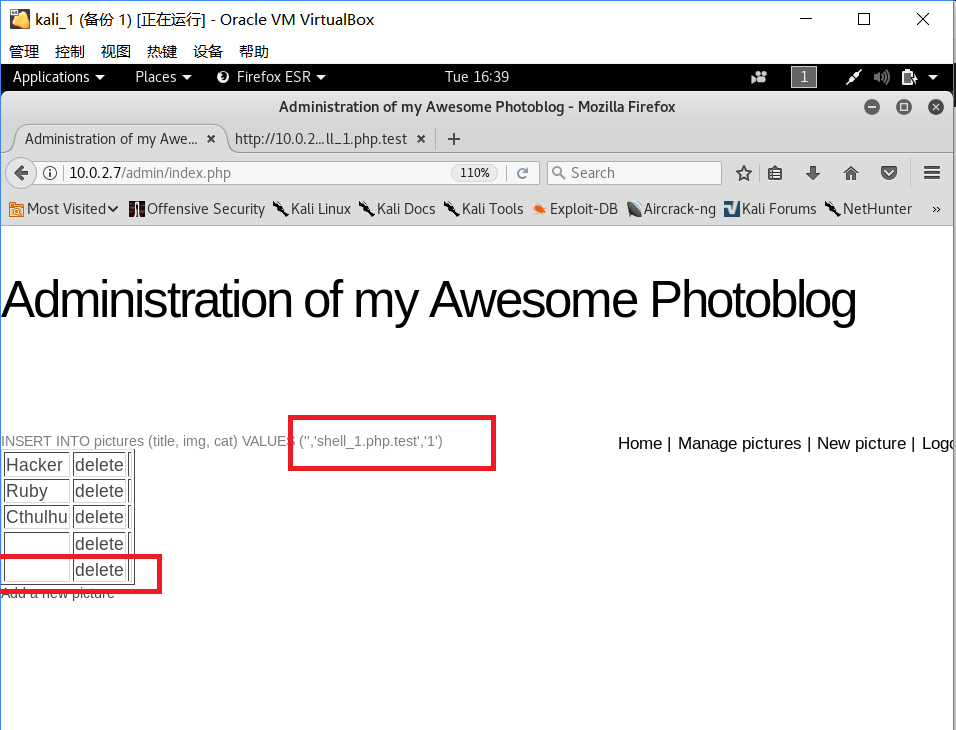 kali_1 (备份 1) [正在运行] - Oracle VM VirtualBox
管理 控制 视图 热键 设备 帮助
Applications Places Firefox ESR Tue 16:39 1
Administration of my Awesome Photoblog - Mozilla Firefox
Administration of my Awe... http://10.0.2...ll_1.php.test
10.0.2.7/admin/index.php 110% Search
Most Visited Offensive Security Kali Linux Kali Docs Kali Tools Exploit-DB Aircrack-ng Kali Forums NetHunter »
Administration of my Awesome Photoblog
INSERT INTO pictures (title, img, cat) VALUES ('','shell_1.php.test','1')
Home | Manage pictures | New picture | Logo
Hacker delete
Ruby delete
Cthulhu delete
delete
delete
Add a new picture